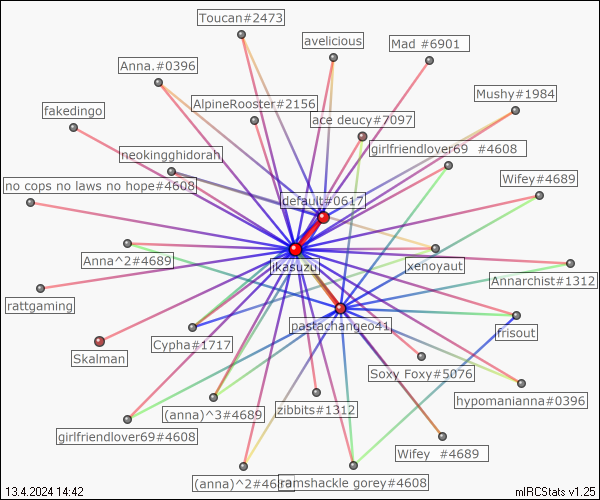 Toucan#2473
avelicious
Mad #6901
Anna.#0396
Mushy#1984
AlpineRooster#2156
fakedingo
ace deucy#7097
girlfriendlover69 #4608
neokingghidorah
no cops no laws no hope#4608
Wifey#4689
default#0617
Anna^2#4689
jkasuzu
xenoyaut
Annarchist#1312
rattgaming
pastachangeo41
frisout
Cypha#1717
Skalman
Soxy Foxy#5076
hypomanianna#0396
(anna)^3#4689
zibbits#1312
girlfriendlover69#4608
Wifey #4689
(anna)^2#4689
ramshackle gorey#4608
13.4.2024 14:42
mIRCStats v1.25